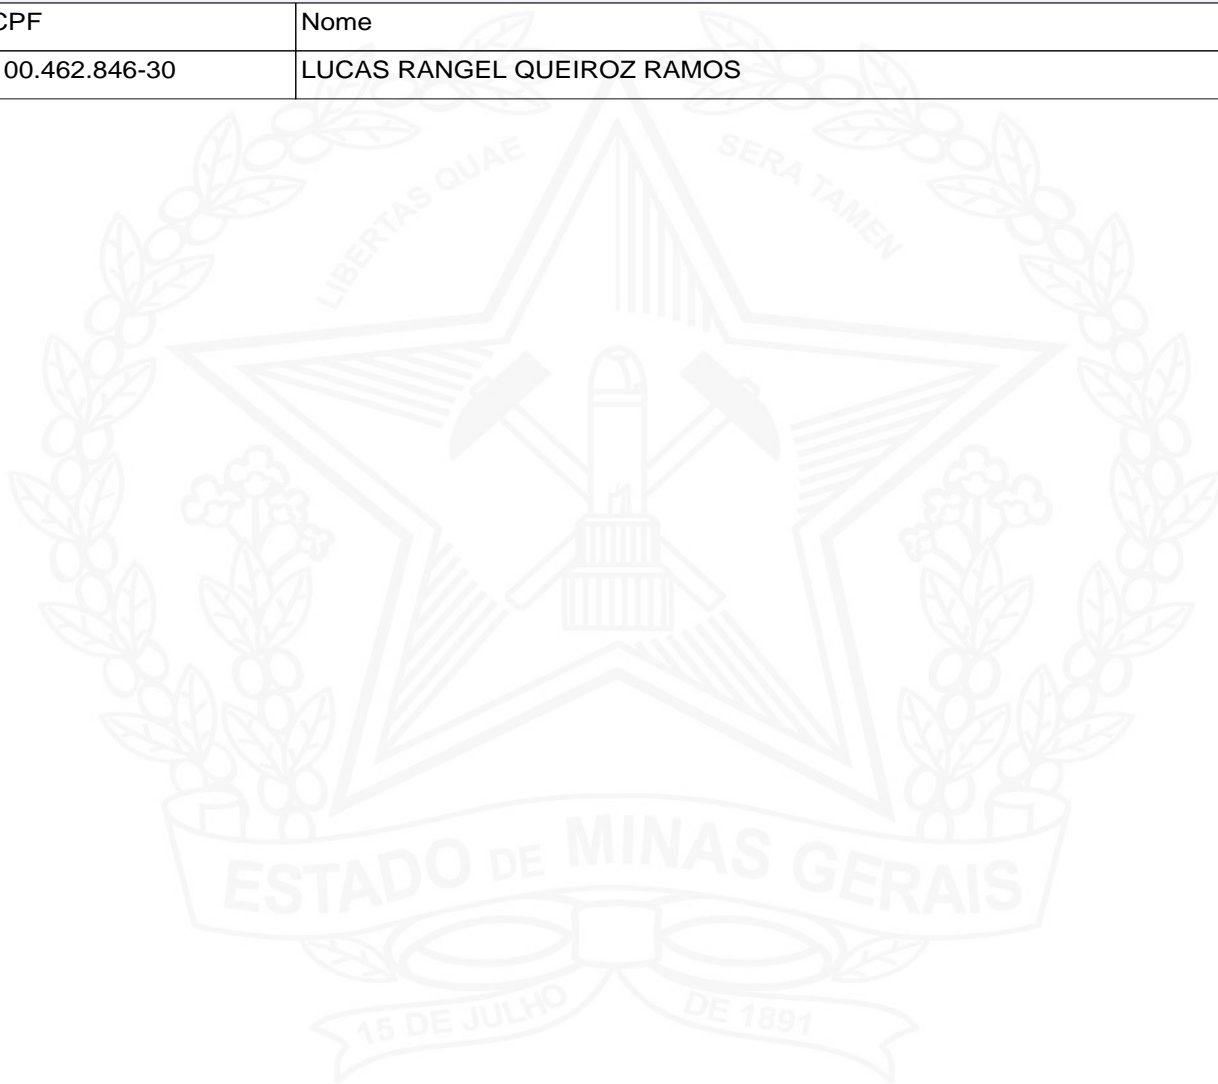 CPF Nome
00.462.846-30 LUCAS RANGEL QUEIROZ RAMOS
LIBERTAS QUAE SERA TAMEN
ESTADO DE MINAS GERAIS
15 DE JULHO DE 1891